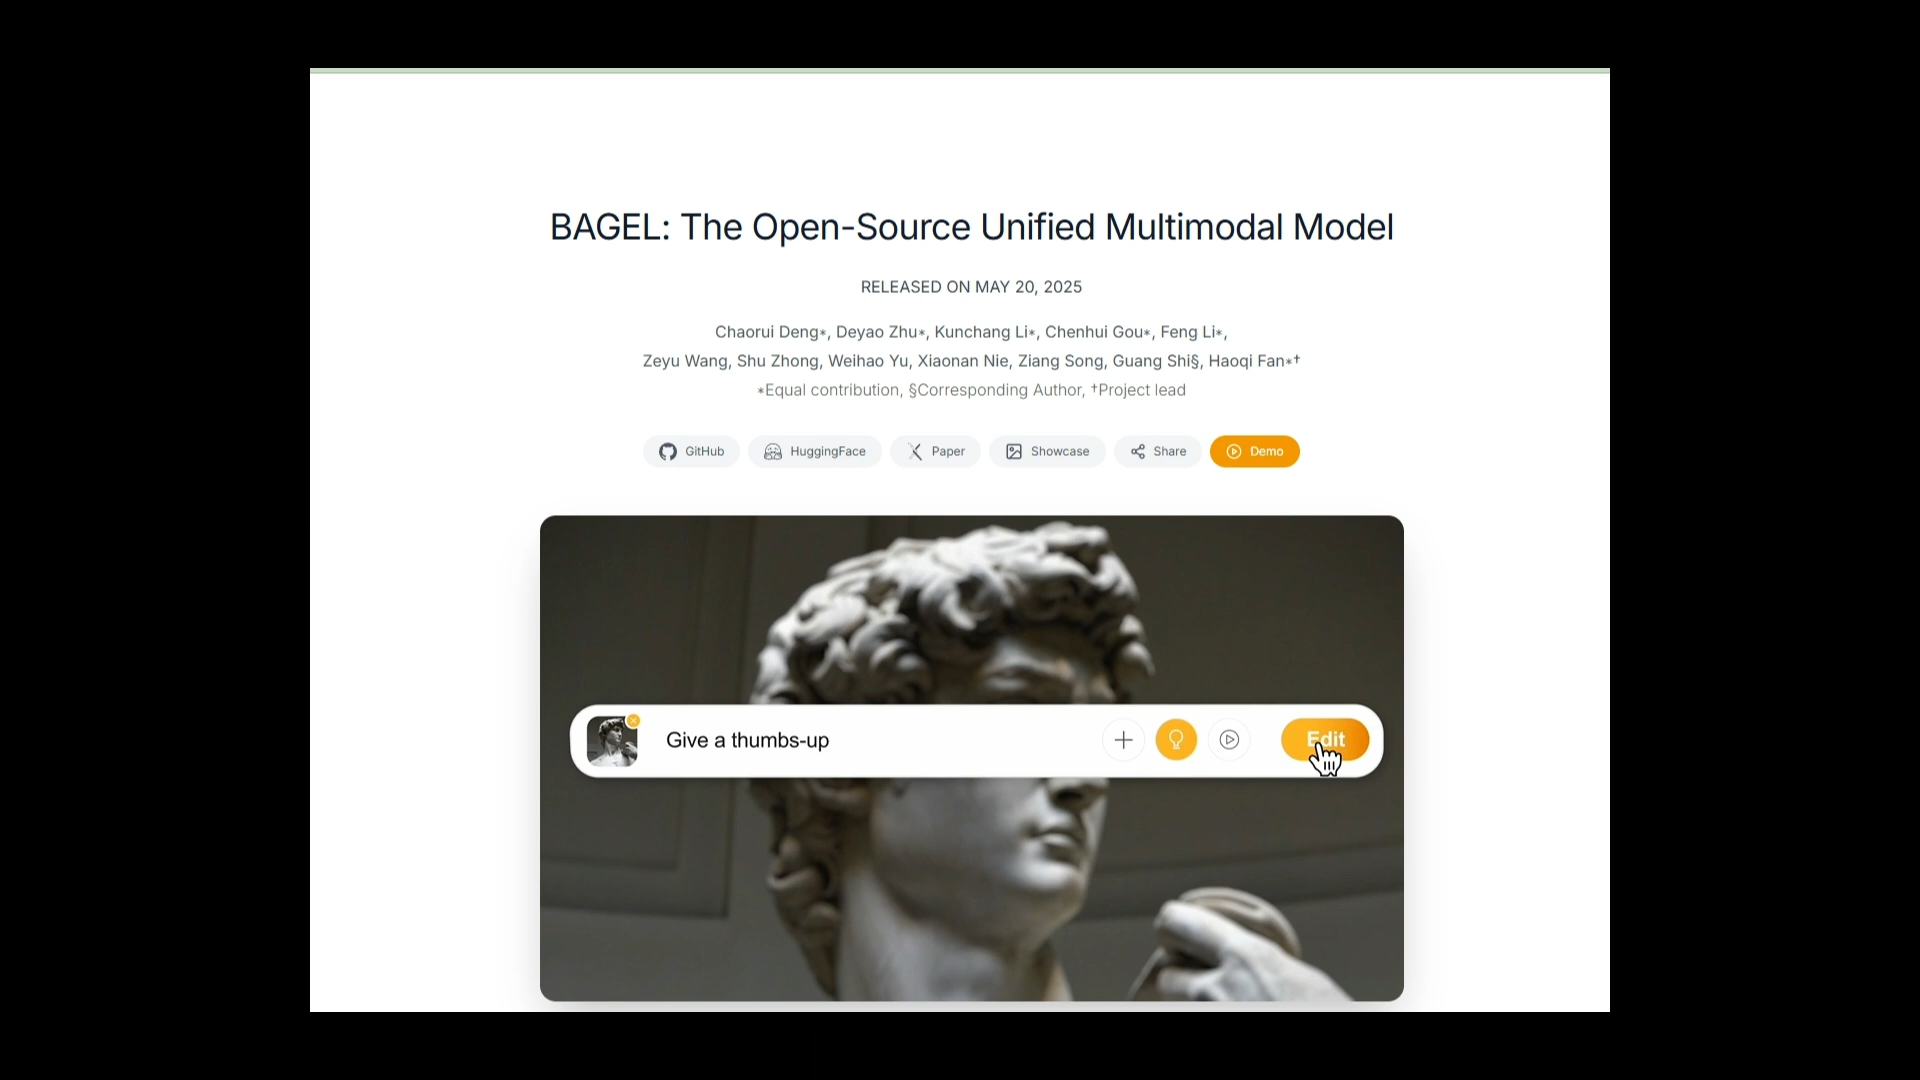 BAGEL: The Open-Source Unified Multimodal Model
RELEASED ON MAY 20, 2025
Chaorui Deng*, Deyao Zhu*, Kunchang Li*, Chenhui Gou*, Feng Li*,
Zeyu Wang, Shu Zhong, Weihao Yu, Xiaonan Nie, Ziang Song, Guang Shi§, Haoqi Fan*†
*Equal contribution, §Corresponding Author, †Project lead
GitHub HuggingFace Paper Showcase Share Demo
Give a thumbs-up Edit